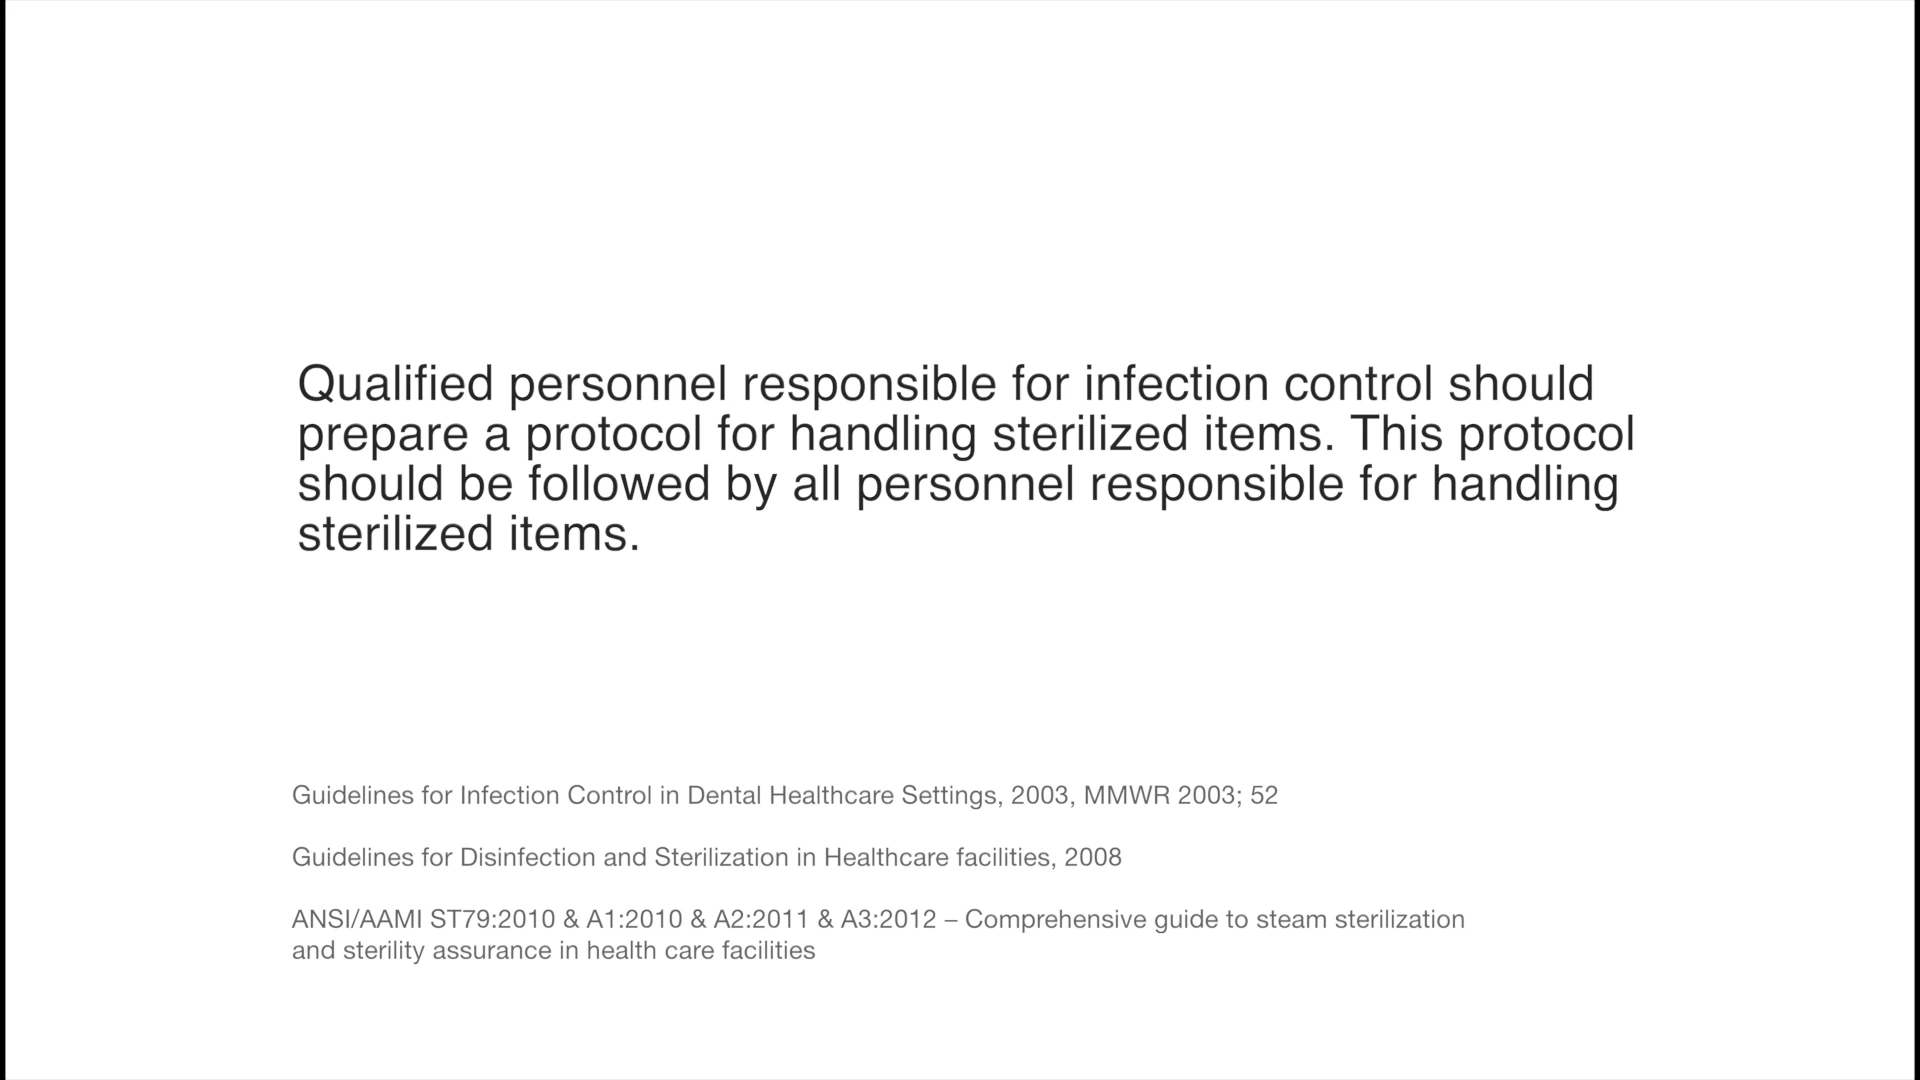 Qualified personnel responsible for infection control should
prepare a protocol for handling sterilized items. This protocol
should be followed by all personnel responsible for handling
sterilized items.
Guidelines for Infection Control in Dental Healthcare Settings, 2003, MMWR 2003; 52
Guidelines for Disinfection and Sterilization in Healthcare facilities, 2008
ANSI/AAMI ST79:2010 & A1:2010 & A2:2011 & A3:2012 – Comprehensive guide to steam sterilization
and sterility assurance in health care facilities